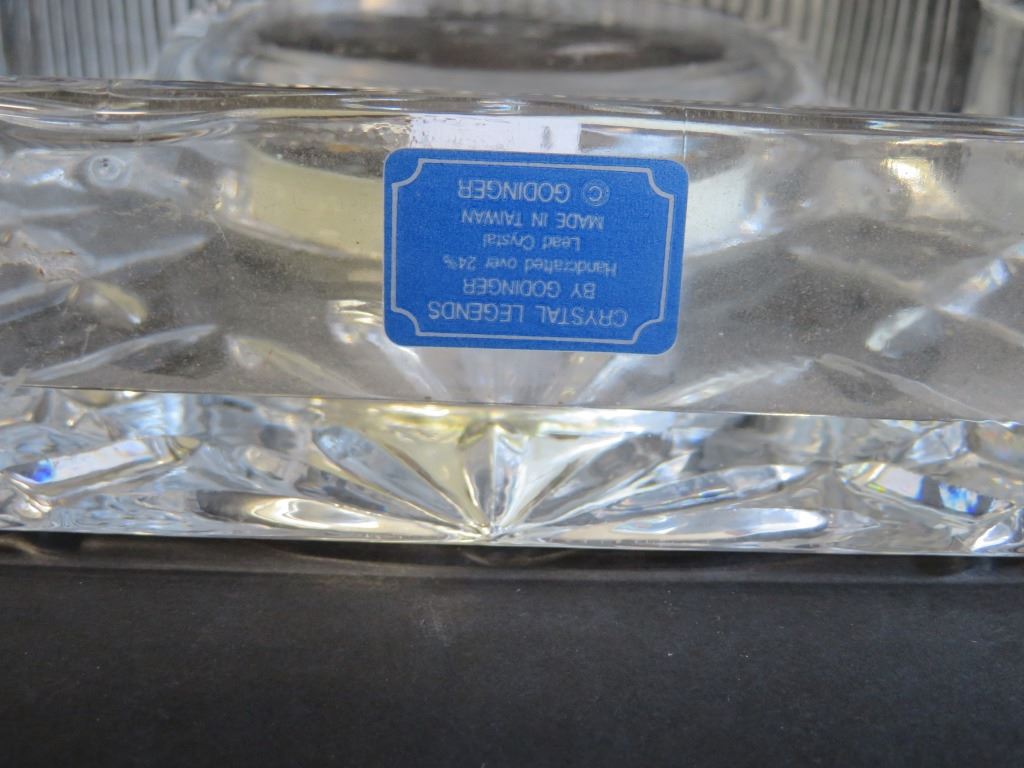 CRYSTAL LEGENDS
BY GODINGER
Handcrafted over 24%
Lead Crystal
MADE IN TAIWAN
© GODINGER